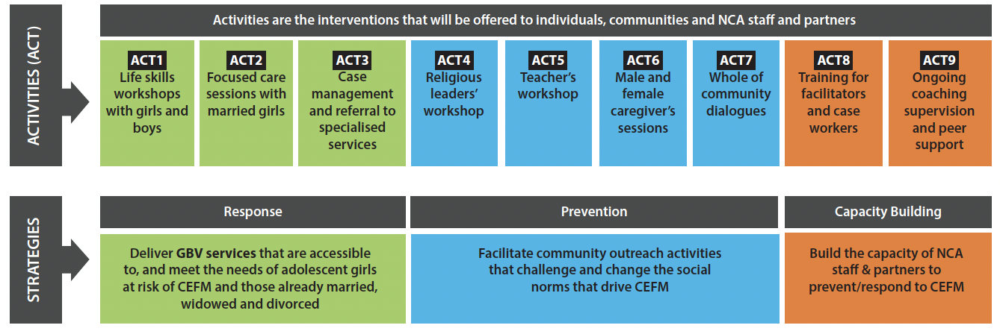 ACTIVITIES (ACT)
Activities are the interventions that will be offered to individuals, communities and NCA staff and partners
ACT1
Life skills
workshops
with girls and
boys
ACT2
Focused care
sessions with
married girls
ACT3
Case
management
and referral to
specialised
services
ACT4
Religious
leaders’
workshop
ACT5
Teacher’s
workshop
ACT6
Male and
female
caregiver’s
sessions
ACT7
Whole of
community
dialogues
ACT8
Training for
facilitators
and case
workers
ACT9
Ongoing
coaching
supervision
and peer
support
STRATEGIES
Response
Deliver GBV services that are accessible
to, and meet the needs of adolescent girls
at risk of CEFM and those already married,
widowed and divorced
Prevention
Facilitate community outreach activities
that challenge and change the social
norms that drive CEFM
Capacity Building
Build the capacity of NCA
staff & partners to
prevent/respond to CEFM